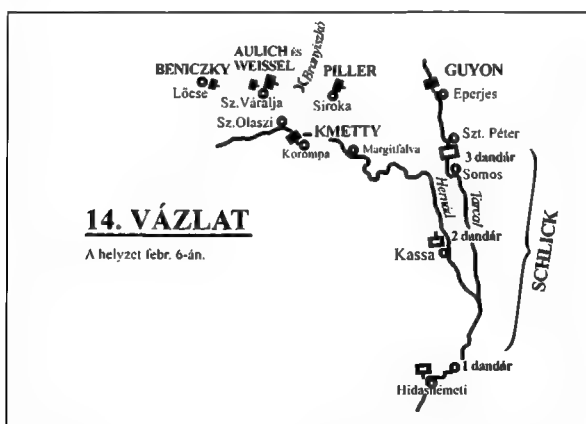 AULICH és
BENICZKY WEISSEL PILLER GUYON
Branyiszkó
Lőcse Sz.Váralja Siroka Eperjes
Sz.Olaszi
KMETTY
Korompa Margitfalva
Szt. Péter
3 dandár
Somos
Hernád Tarcal
14. VÁZLAT
A helyzet febr. 6-án.
2 dandár
Kassa
SCHLICK
1 dandár
Hidasnémeti